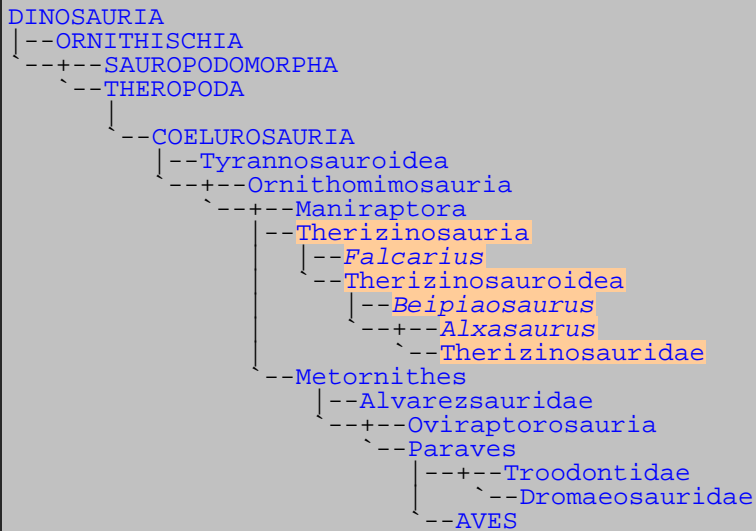 DINOSAURIA
|--ORNITHISCHIA
`--+--SAUROPODOMORPHA
   `--THEROPODA
      |
      `--COELUROSAURIA
         |--Tyrannosauroidea
         `--+--Ornithomimosauria
            `--+--Maniraptora
               |--Therizinosauria
               |  |--Falcarius
               |  `--Therizinosauroidea
               |     |--Beipiaosaurus
               |     `--+--Alxasaurus
               |        `--Therizinosauridae
               `--Metornithes
                   |--Alvarezsauridae
                   `--+--Oviraptorosauria
                      `--Paraves
                         |--+--Troodontidae
                         |  `--Dromaeosauridae
                         `--AVES